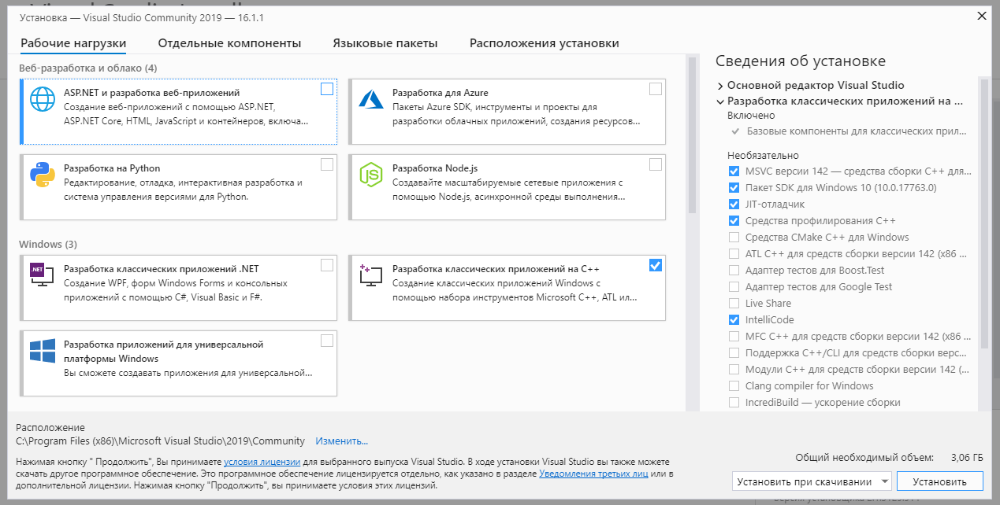 Установка — Visual Studio Community 2019 — 16.1.1
Рабочие нагрузки
Отдельные компоненты
Языковые пакеты
Расположения установки
Веб-разработка и облако (4)
ASP.NET и разработка веб-приложений
Создание веб-приложений с помощью ASP.NET,
ASP.NET Core, HTML, JavaScript и контейнеров, включа...
Разработка для Azure
Пакеты Azure SDK, инструменты и проекты для
разработки облачных приложений, создания ресурсов...
Разработка на Python
Редактирование, отладка, интерактивная разработка и
система управления версиями для Python.
Разработка Node.js
Создавайте масштабируемые сетевые приложения с
помощью Node.js, асинхронной среды выполнения...
Windows (3)
.NET
Разработка классических приложений .NET
Создание WPF, форм Windows Forms и консольных
приложений с помощью C#, Visual Basic и F#.
Разработка классических приложений на C++
Создание классических приложений Windows с
помощью набора инструментов Microsoft C++, ATL ил...
Разработка приложений для универсальной
платформы Windows
Вы сможете создавать приложения для универсальной...
Сведения об установке
Основной редактор Visual Studio
Разработка классических приложений на ...
Включено
Базовые компоненты для классических прил...
Необязательно
MSVC версии 142 — средства сборки C++ для...
Пакет SDK для Windows 10 (10.0.17763.0)
JIT-отладчик
Средства профилирования C++
Средства CMake C++ для Windows
ATL C++ для средств сборки версии 142 (x86 ...
Адаптер тестов для Boost.Test
Адаптер тестов для Google Test
Live Share
IntelliCode
MFC C++ для средств сборки версии 142 (x86 ...
Поддержка C++/CLI для средств сборки верс...
Модули C++ для средств сборки версии 142 (...
Clang compiler for Windows
IncrediBuild — ускорение сборки
Расположение
C:\Program Files (x86)\Microsoft Visual Studio\2019\Community Изменить...
Нажимая кнопку " Продолжить", Вы принимаете условия лицензии для выбранного выпуска Visual Studio. В ходе установки Visual Studio вы также можете
скачать другое программное обеспечение. Это программное обеспечение лицензируется отдельно, как указано в разделе Уведомления третьих лиц или в
дополнительной лицензии. Нажимая кнопку "Продолжить", вы принимаете условия этих лицензий.
Общий необходимый объем: 3,06 ГБ
Установить при скачивании
Установить